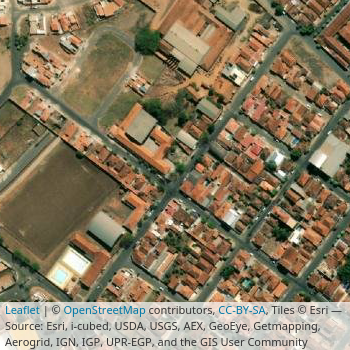 Leaflet | © OpenStreetMap contributors, CC-BY-SA, Tiles © Esri —
Source: Esri, i-cubed, USDA, USGS, AEX, GeoEye, Getmapping,
Aerogrid, IGN, IGP, UPR-EGP, and the GIS User Community